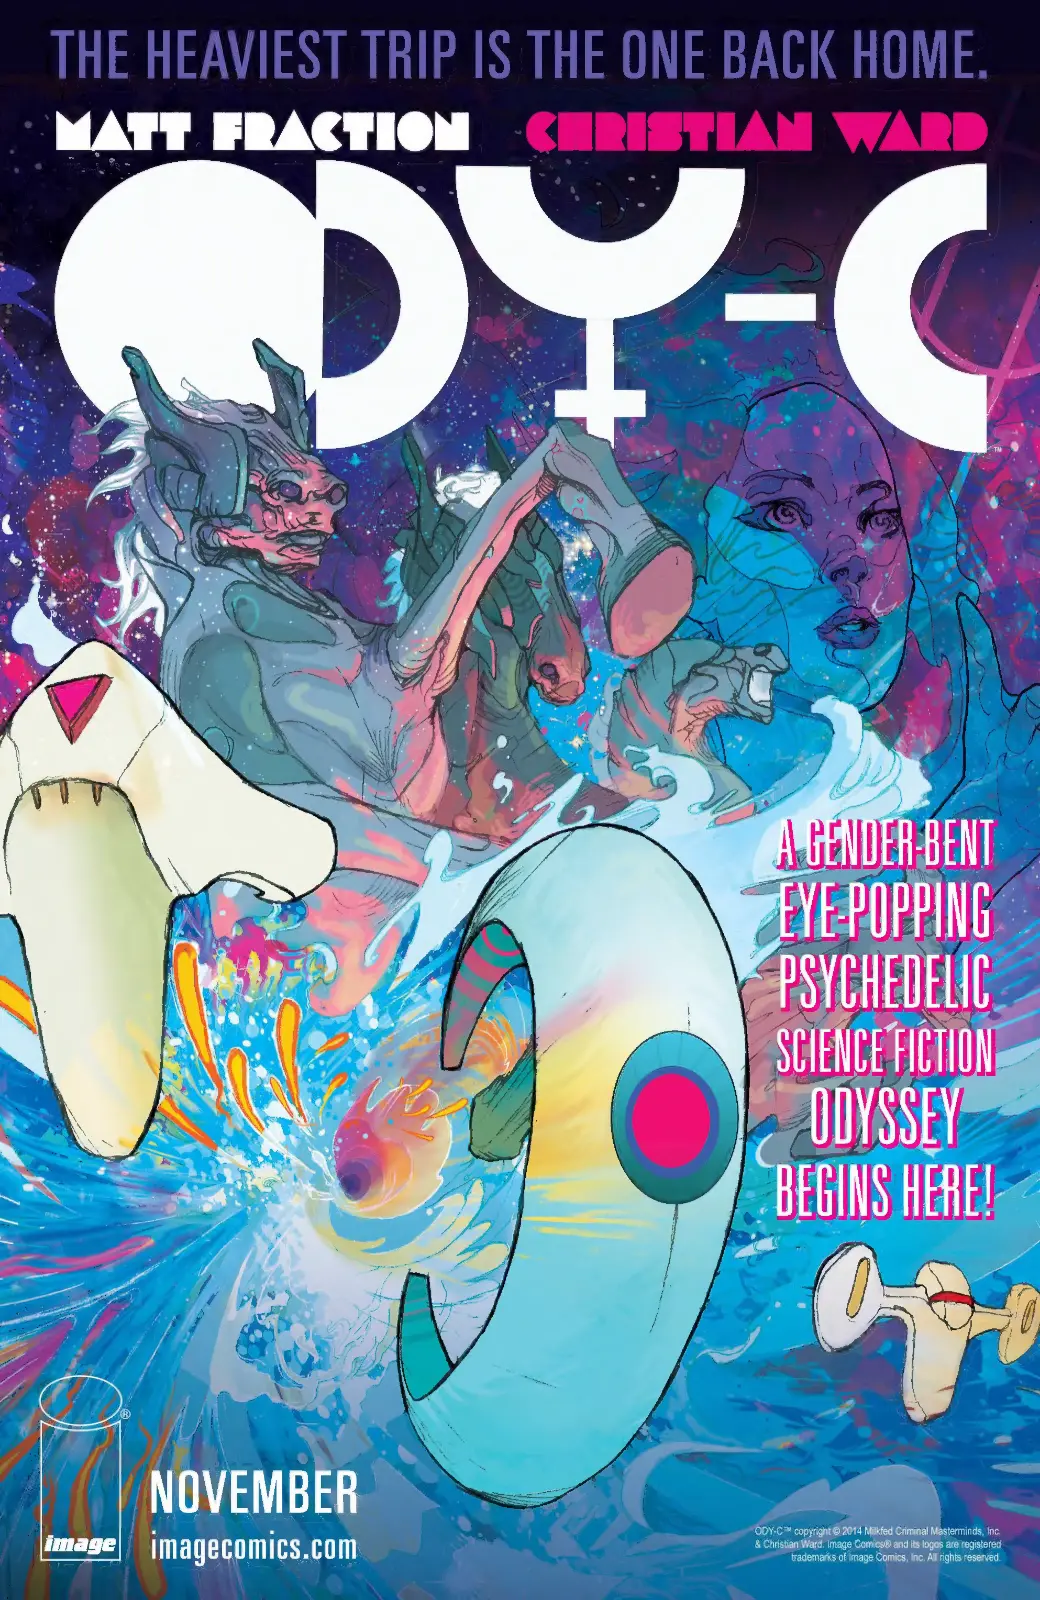 THE HEAVIEST TRIP IS THE ONE BACK HOME.
MATT FRACTION CHRISTIAN WARD
ODY-C™
A GENDER-BENT
EYE-POPPING
PSYCHEDELIC
SCIENCE FICTION
ODYSSEY
BEGINS HERE!
image®
NOVEMBER
imagecomics.com
ODY-C™ copyright © 2014 Milkfed Criminal Masterminds, Inc.
& Christian Ward. Image Comics® and its logos are registered
trademarks of Image Comics, Inc. All rights reserved.